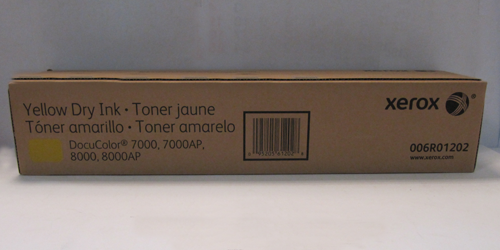 Yellow Dry Ink • Toner jaune
Tóner amarillo • Toner amarelo
DocuColor® 7000, 7000AP,
8000, 8000AP
xerox
006R01202
www.xerox.com